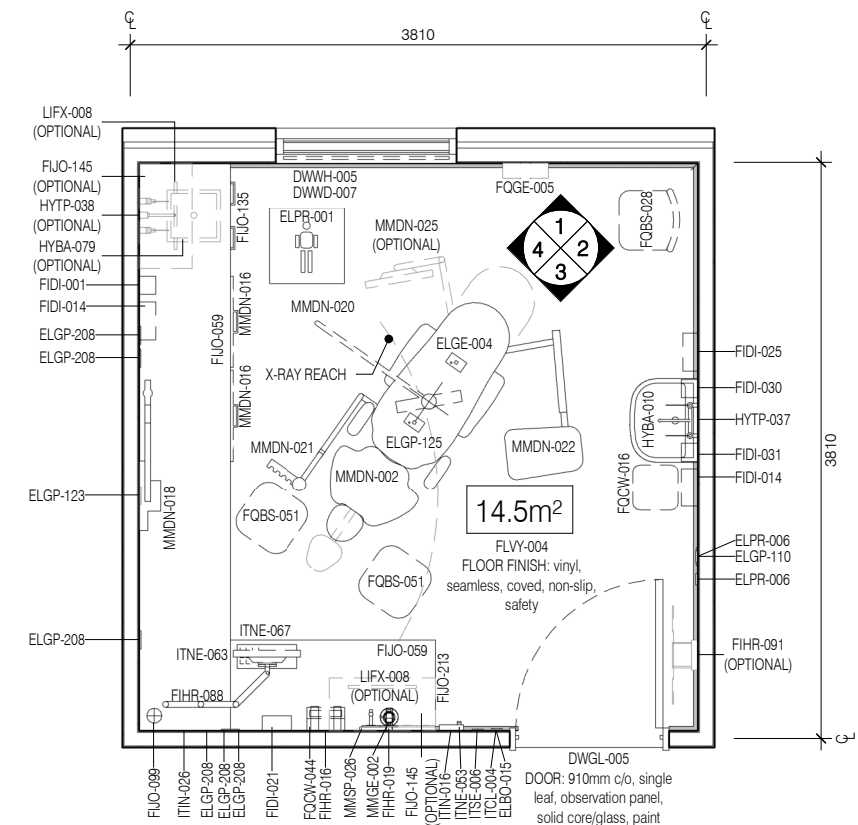 ℄
℄
3810
LIFX-008
(OPTIONAL)
FIJO-145
(OPTIONAL)
HYTP-038
(OPTIONAL)
HYBA-079
(OPTIONAL)
FIDI-001
FIDI-014
ELGP-208
ELGP-208
ELGP-123
ELGP-208
FIJO-135
DWWH-005
DWWD-007
ELPR-001
FQGE-005
FQBS-028
1
4
2
3
MMDN-025
(OPTIONAL)
MMDN-016
FIJO-059
MMDN-016
MMDN-020
X-RAY REACH
ELGE-004
ELGP-125
MMDN-021
MMDN-002
MMDN-022
FQBS-051
FQBS-051
MMDN-018
14.5m²
FLVY-004
FLOOR FINISH: vinyl,
seamless, coved, non-slip,
safety
HYBA-010
FQCW-016
FIDI-025
FIDI-030
HYTP-037
FIDI-031
FIDI-014
3810
ELPR-006
ELGP-110
ELPR-006
FIHR-091
(OPTIONAL)
ITNE-067
ITNE-063
FIHR-088
FIJO-059
LIFX-008
(OPTIONAL)
FIJO-213
℄
FIJO-099
ITIN-026
ELGP-208
ELGP-208
ELGP-208
FIDI-021
FQCW-044
FIHR-016
MMSP-026
MMGE-002
FIHR-019
FIJO-145
(OPTIONAL)
ITIN-016
ITNE-053
ITSE-006
ITCL-004
ELBO-015
DWGL-005
DOOR: 910mm c/o, single
leaf, observation panel,
solid core/glass, paint